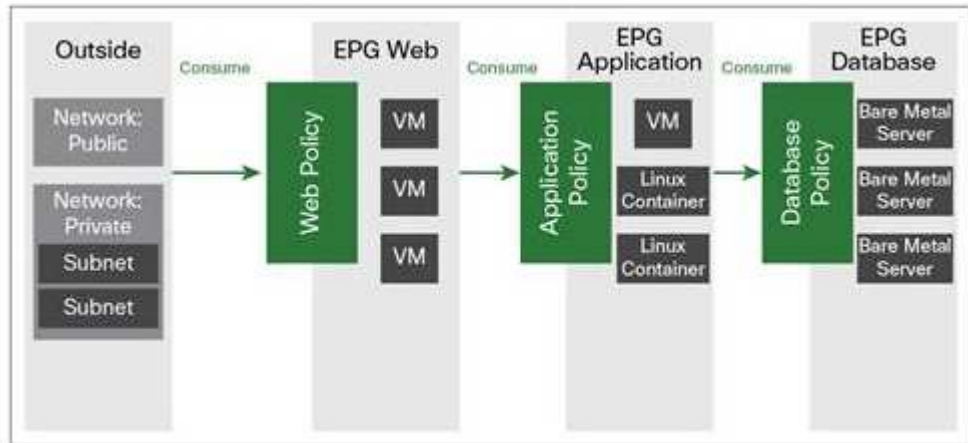 Outside
Network:
Public
Network:
Private
Subnet
Subnet
Consume
Web Policy
EPG Web
VM
VM
VM
Consume
Application
Policy
EPG
Application
VM
Linux
Container
Linux
Container
Consume
Database
Policy
EPG
Database
Bare Metal
Server
Bare Metal
Server
Bare Metal
Server